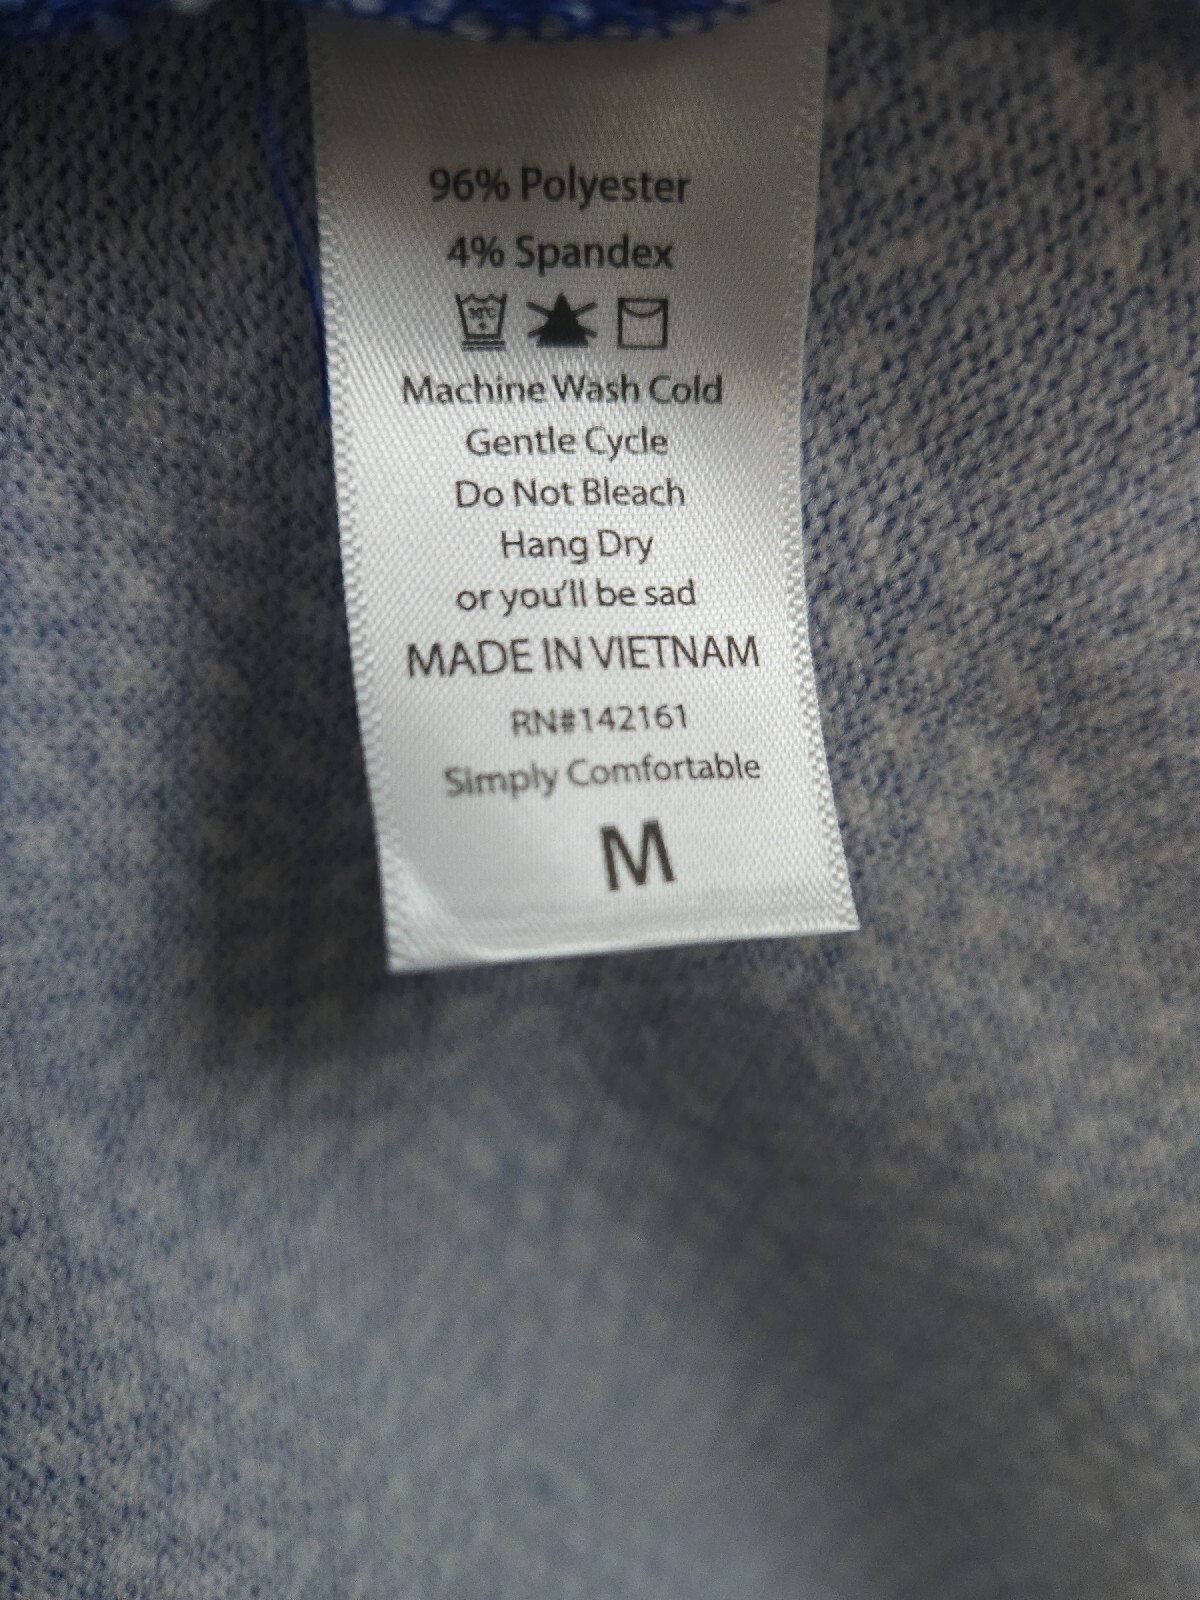 96% Polyester
4% Spandex
30°C
Machine Wash Cold
Gentle Cycle
Do Not Bleach
Hang Dry
or you'll be sad
MADE IN VIETNAM
RN#142161
Simply Comfortable
M